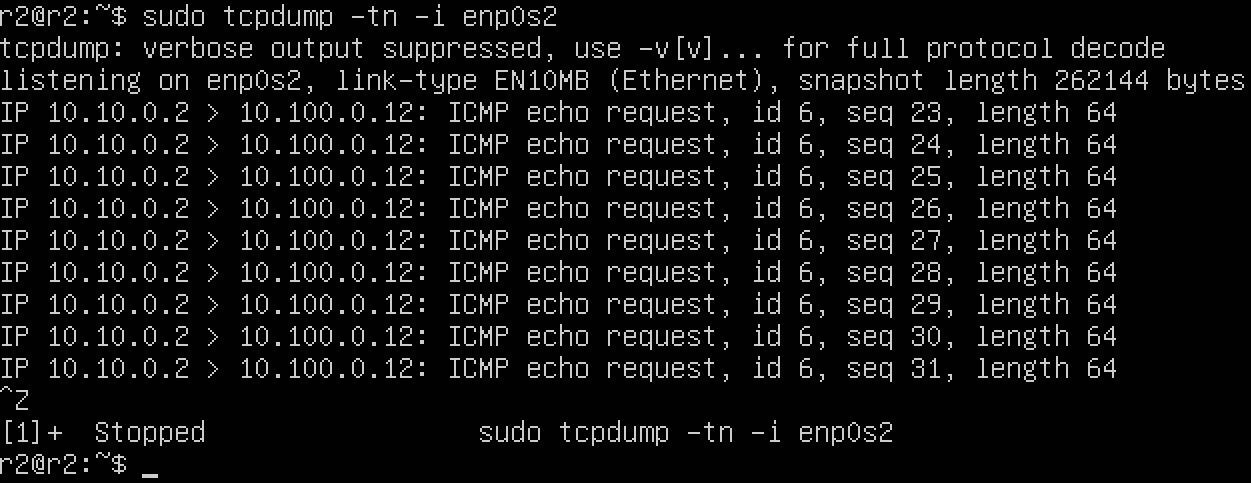 r2@r2:~$ sudo tcpdump -tn -i enp0s2
tcpdump: verbose output suppressed, use -v[v]... for full protocol decode
listening on enp0s2, link-type EN10MB (Ethernet), snapshot length 262144 bytes
IP 10.10.0.2 > 10.100.0.12: ICMP echo request, id 6, seq 23, length 64
IP 10.10.0.2 > 10.100.0.12: ICMP echo request, id 6, seq 24, length 64
IP 10.10.0.2 > 10.100.0.12: ICMP echo request, id 6, seq 25, length 64
IP 10.10.0.2 > 10.100.0.12: ICMP echo request, id 6, seq 26, length 64
IP 10.10.0.2 > 10.100.0.12: ICMP echo request, id 6, seq 27, length 64
IP 10.10.0.2 > 10.100.0.12: ICMP echo request, id 6, seq 28, length 64
IP 10.10.0.2 > 10.100.0.12: ICMP echo request, id 6, seq 29, length 64
IP 10.10.0.2 > 10.100.0.12: ICMP echo request, id 6, seq 30, length 64
IP 10.10.0.2 > 10.100.0.12: ICMP echo request, id 6, seq 31, length 64
^Z
[1]+  Stopped                 sudo tcpdump -tn -i enp0s2
r2@r2:~$ _